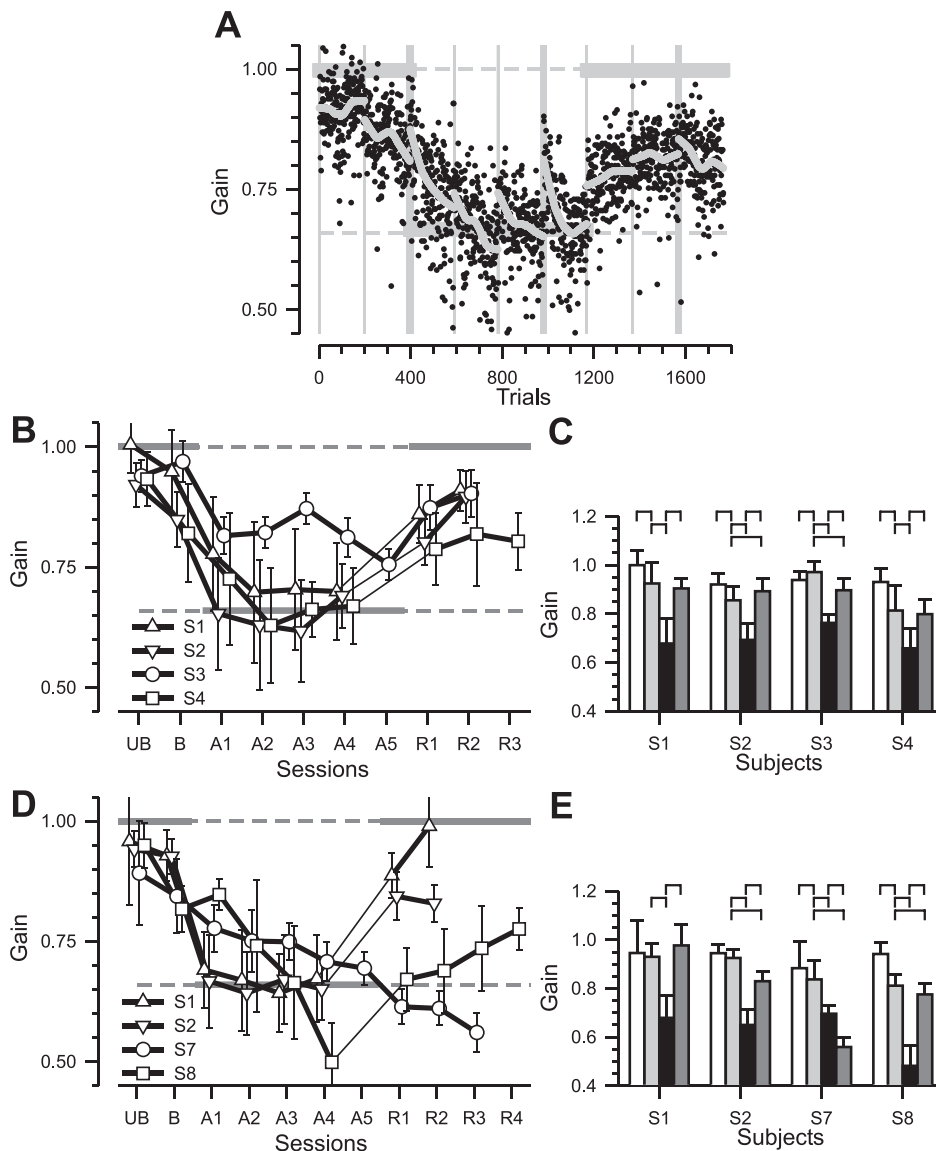 A
1.00
0.75
0.50
Gain
0 400 800 1200 1600
Trials
B
1.00
0.75
0.50
Gain
S1
S2
S3
S4
UB B A1 A2 A3 A4 A5 R1 R2 R3
Sessions
C
1.2
1.0
0.8
0.6
0.4
Gain
S1 S2 S3 S4
Subjects
D
1.00
0.75
0.50
Gain
S1
S2
S7
S8
UB B A1 A2 A3 A4 A5 R1 R2 R3 R4
Sessions
E
1.2
1.0
0.8
0.6
0.4
Gain
S1 S2 S7 S8
Subjects